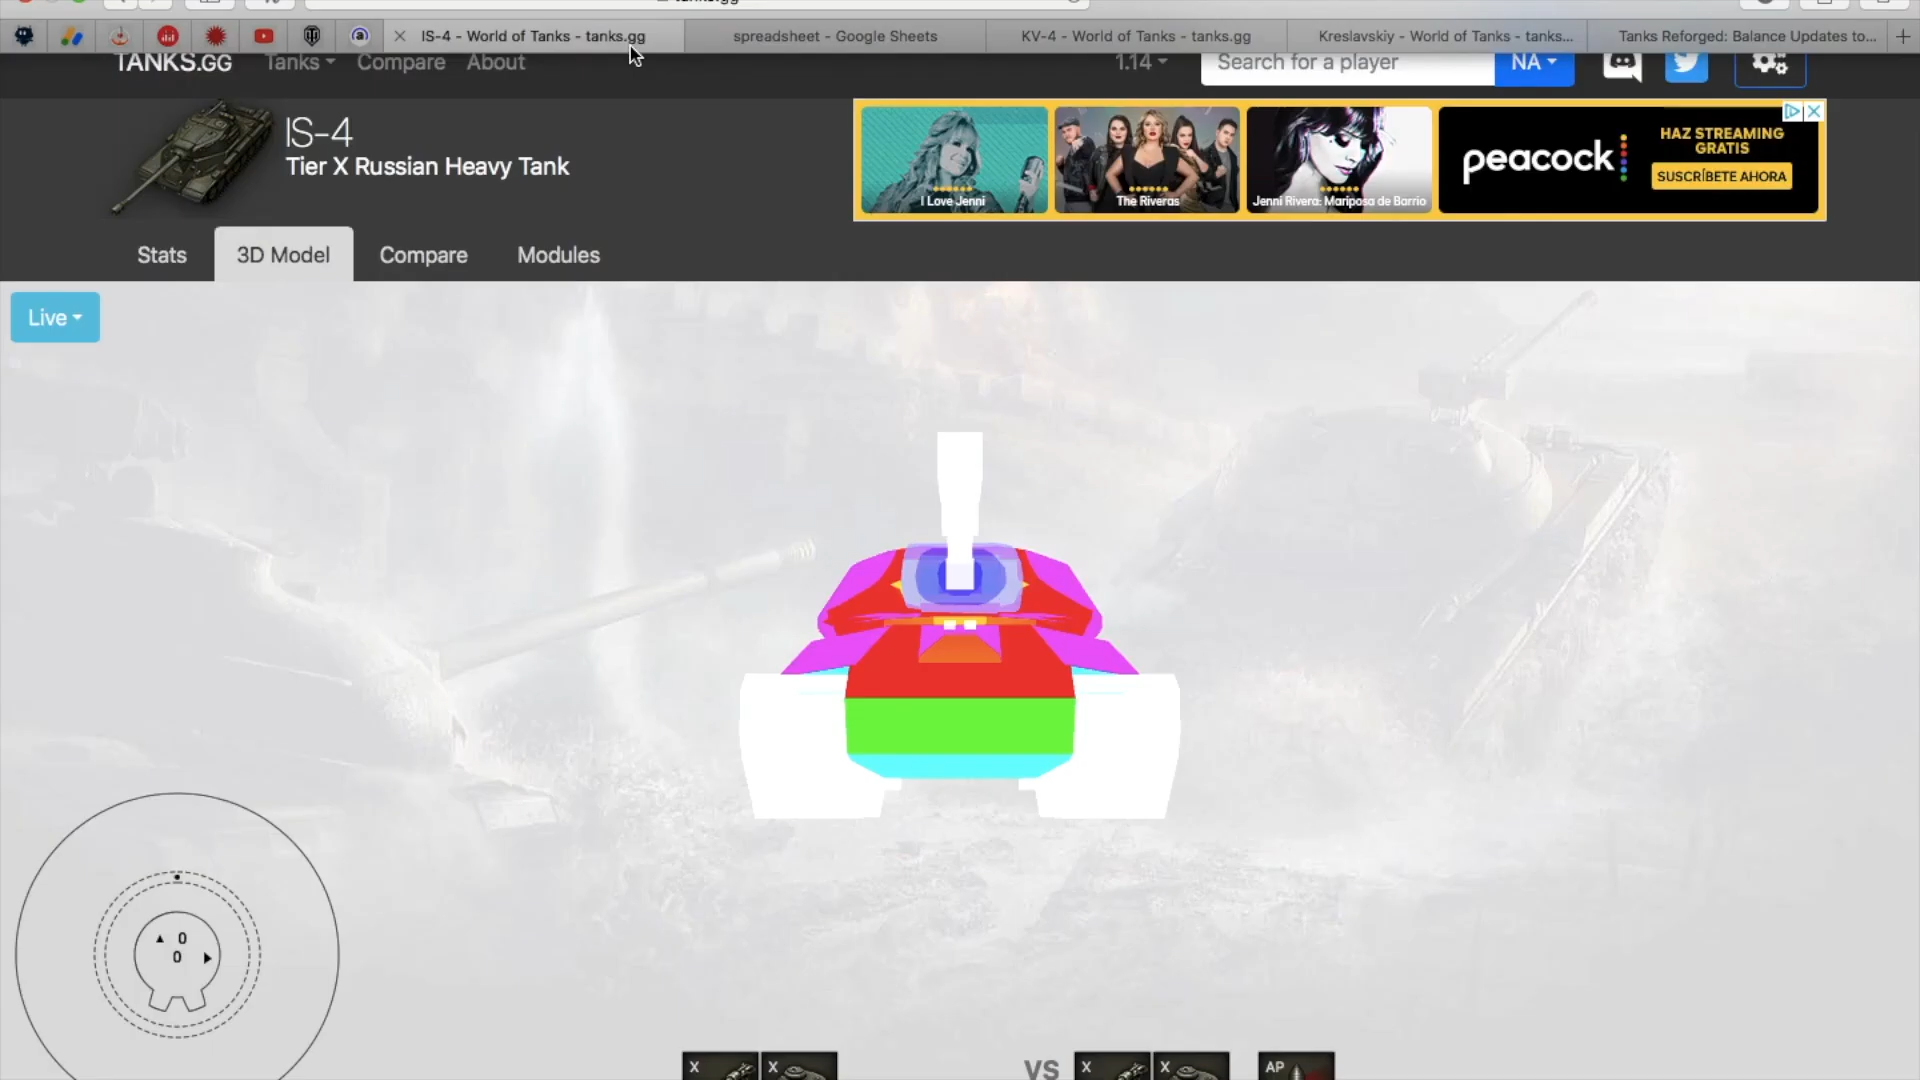 IS-4 - World of Tanks - tanks.gg
spreadsheet - Google Sheets
KV-4 - World of Tanks - tanks.gg
Kreslavskiy - World of Tanks - tanks...
Tanks Reforged: Balance Updates to...
TANKS.GG
Tanks
Compare
About
1.14
Search for a player
NA
IS-4
Tier X Russian Heavy Tank
I Love Jenni
The Riveras
Jenni Rivera: Mariposa de Barrio
peacock
HAZ STREAMING
GRATIS
SUSCRÍBETE AHORA
Stats
3D Model
Compare
Modules
Live
0
0
X
X
VS
X
X
AP